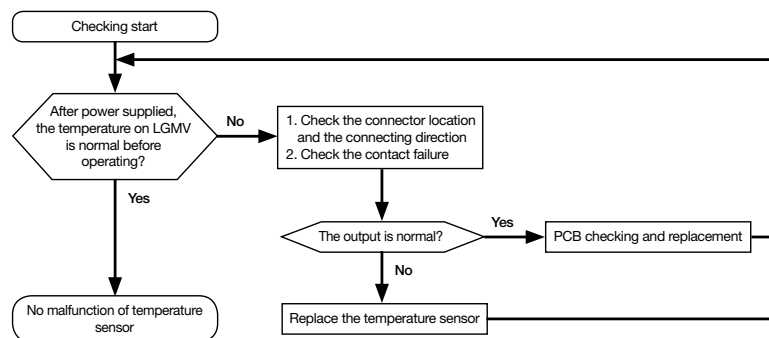 Checking start
After power supplied,
the temperature on LGMV
is normal before
operating?
No
1. Check the connector location
and the connecting direction
2. Check the contact failure
Yes
The output is normal?
Yes
PCB checking and replacement
No
No malfunction of temperature
sensor
Replace the temperature sensor